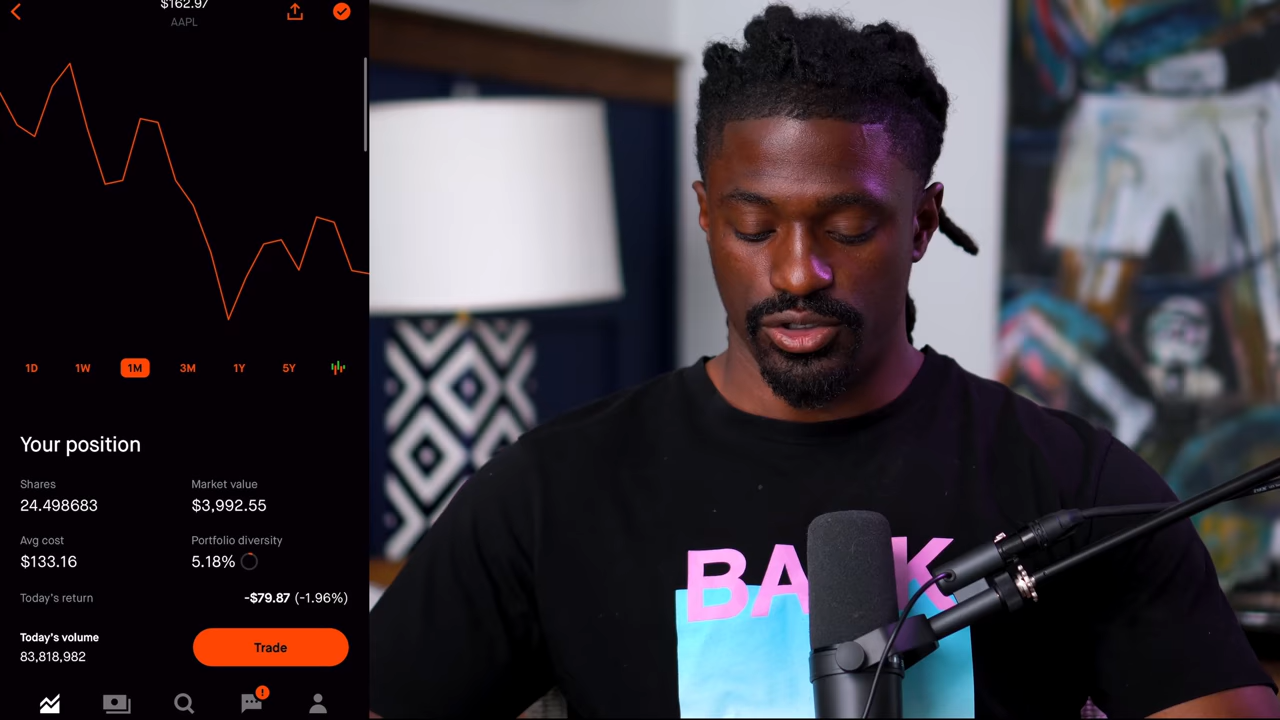 $162.97
AAPL
1D 1W 1M 3M 1Y 5Y
Your position
Shares Market value
24.498683 $3,992.55
Avg cost Portfolio diversity
$133.16 5.18%
Today's return -$79.87 (-1.96%)
Today's volume
83,818,982
Trade
!
BA K